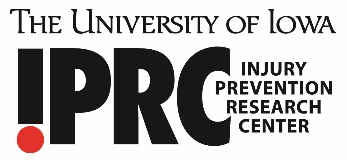 THE UNIVERSITY OF IOWA
IPRC
INJURY
PREVENTION
RESEARCH
CENTER